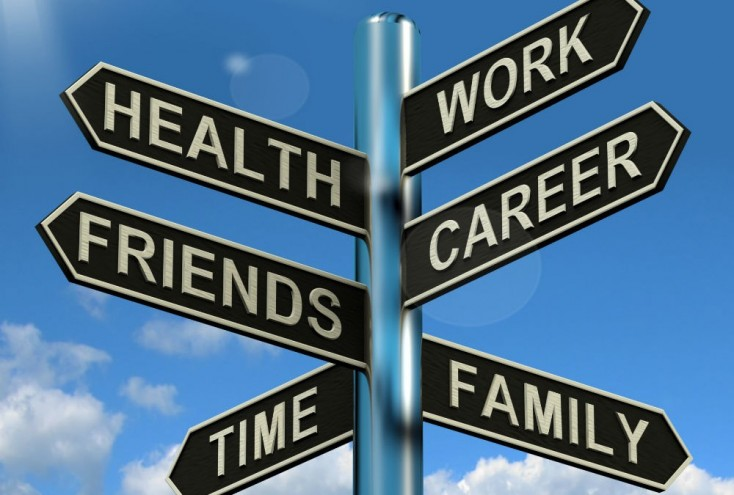 HEALTH
WORK
CAREER
FRIENDS
TIME
FAMILY